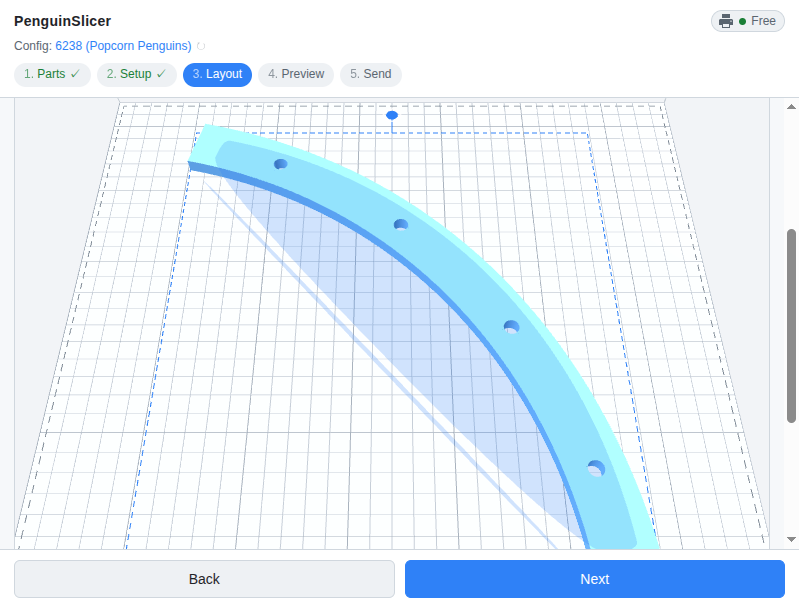 PenguinSlicer
Free
Config: 6238 (Popcorn Penguins)
1. Parts ✓
2. Setup ✓
3. Layout
4. Preview
5. Send
Back
Next